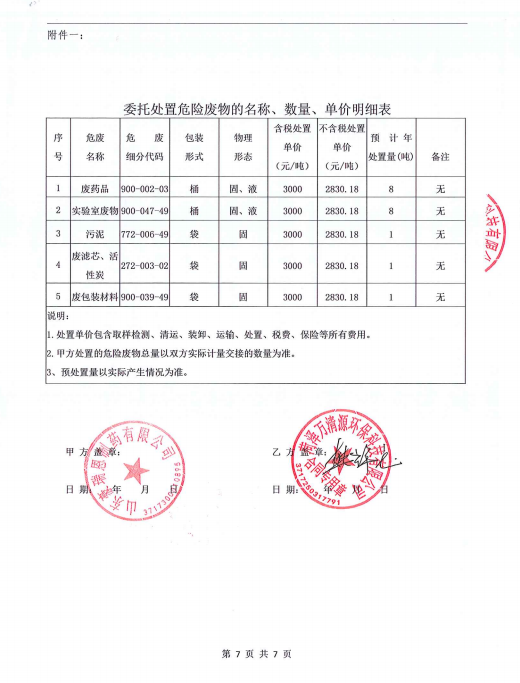 附件一：
委托处置危险废物的名称、数量、单价明细表
序号 危废名称 危废细分代码 包装形式 物理形态 含税处置单价（元/吨） 不含税处置单价（元/吨） 预计年处置量(吨) 备注
1 废药品 900-002-03 桶 固、液 3000 2830.18 8 无
2 实验室废物 900-047-49 桶 固、液 3000 2830.18 8 无
3 污泥 772-006-49 袋 固 3000 2830.18 1 无
4 废滤芯、活性炭 272-003-02 袋 固 3000 2830.18 1 无
5 废包装材料 900-039-49 袋 固 3000 2830.18 1 无
说明：
1.处置单价包含取样检测、清运、装卸、运输、处置、税费、保险等所有费用。
2.甲方处置的危险废物总量以双方实际计量交接的数量为准。
3、预处置量以实际产生情况为准。
甲方盖章： 乙方盖章：
日期： 年 月 日 日期： 年 月 日
药有限公司
山东
菏泽万清源环保科技有限公司
合同专用章
3717250317791
第 7 页 共 7 页